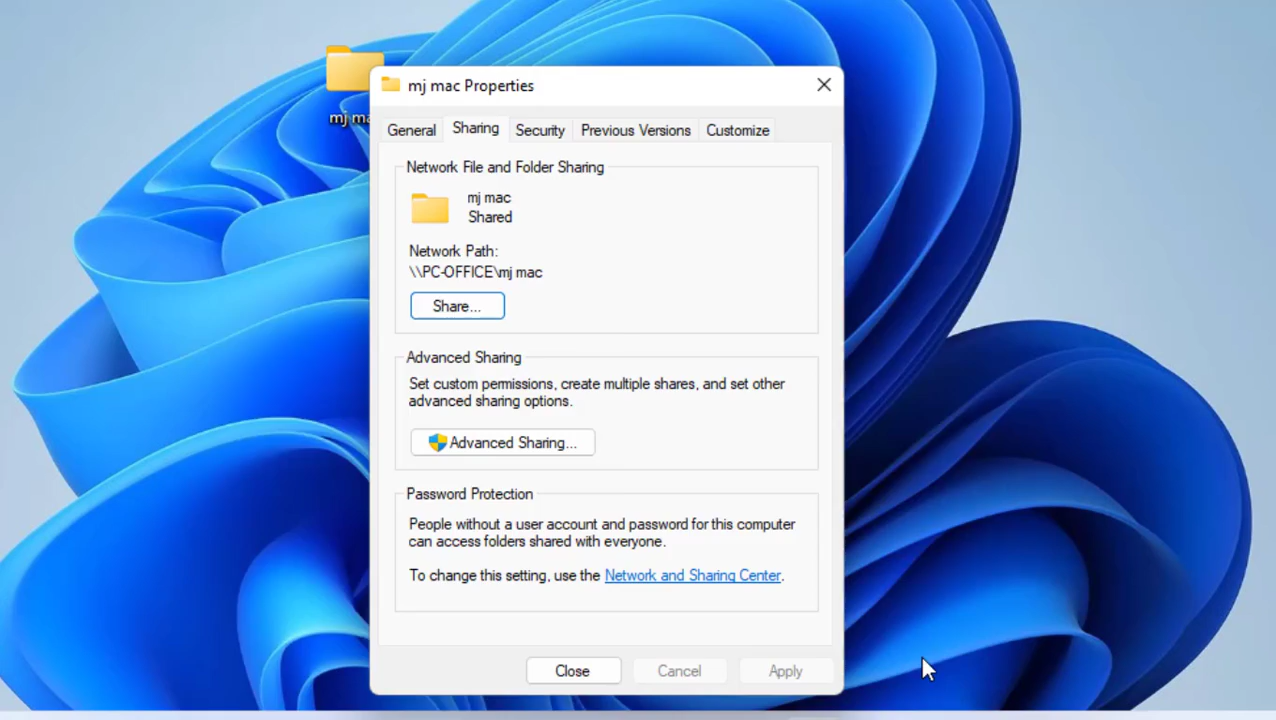 mj mac Properties
mj ma
General Sharing Security Previous Versions Customize
Network File and Folder Sharing
mj mac
Shared
Network Path:
\\PC-OFFICE\mj mac
Share...
Advanced Sharing
Set custom permissions, create multiple shares, and set other
advanced sharing options.
Advanced Sharing...
Password Protection
People without a user account and password for this computer
can access folders shared with everyone.
To change this setting, use the Network and Sharing Center.
Close Cancel Apply